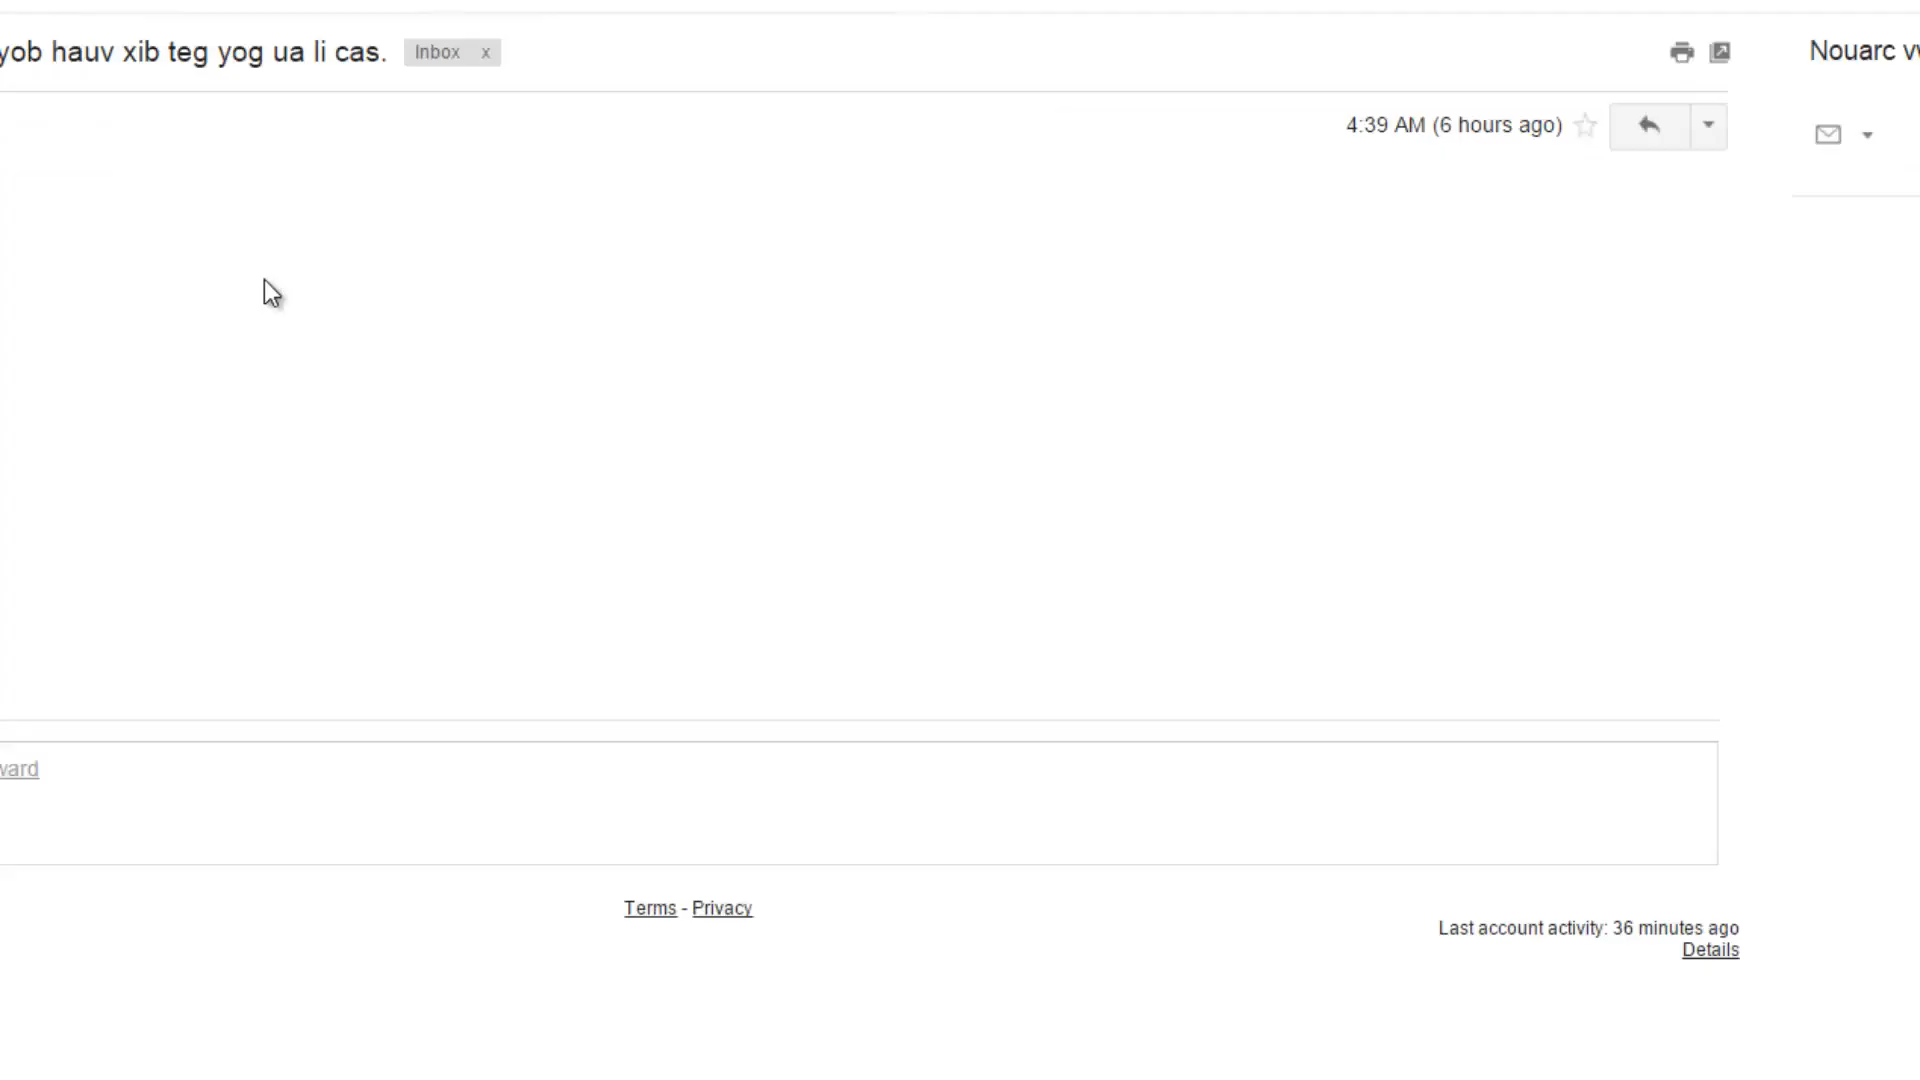 yob hauv xib teg yog ua li cas. Inbox x
Nouarc
4:39 AM (6 hours ago)
ward
Terms - Privacy
Last account activity: 36 minutes ago
Details